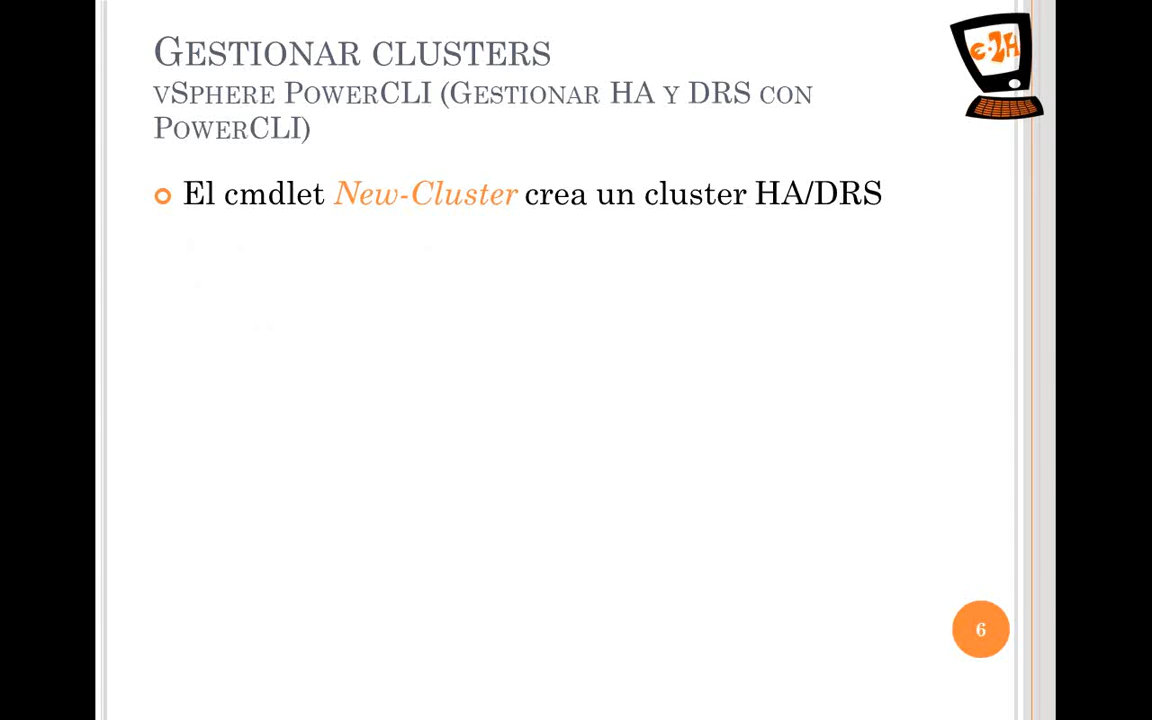 GESTIONAR CLUSTERS
VSPHERE POWERCLI (GESTIONAR HA Y DRS CON
POWERCLI)
El cmdlet New-Cluster crea un cluster HA/DRS
e-2H
6